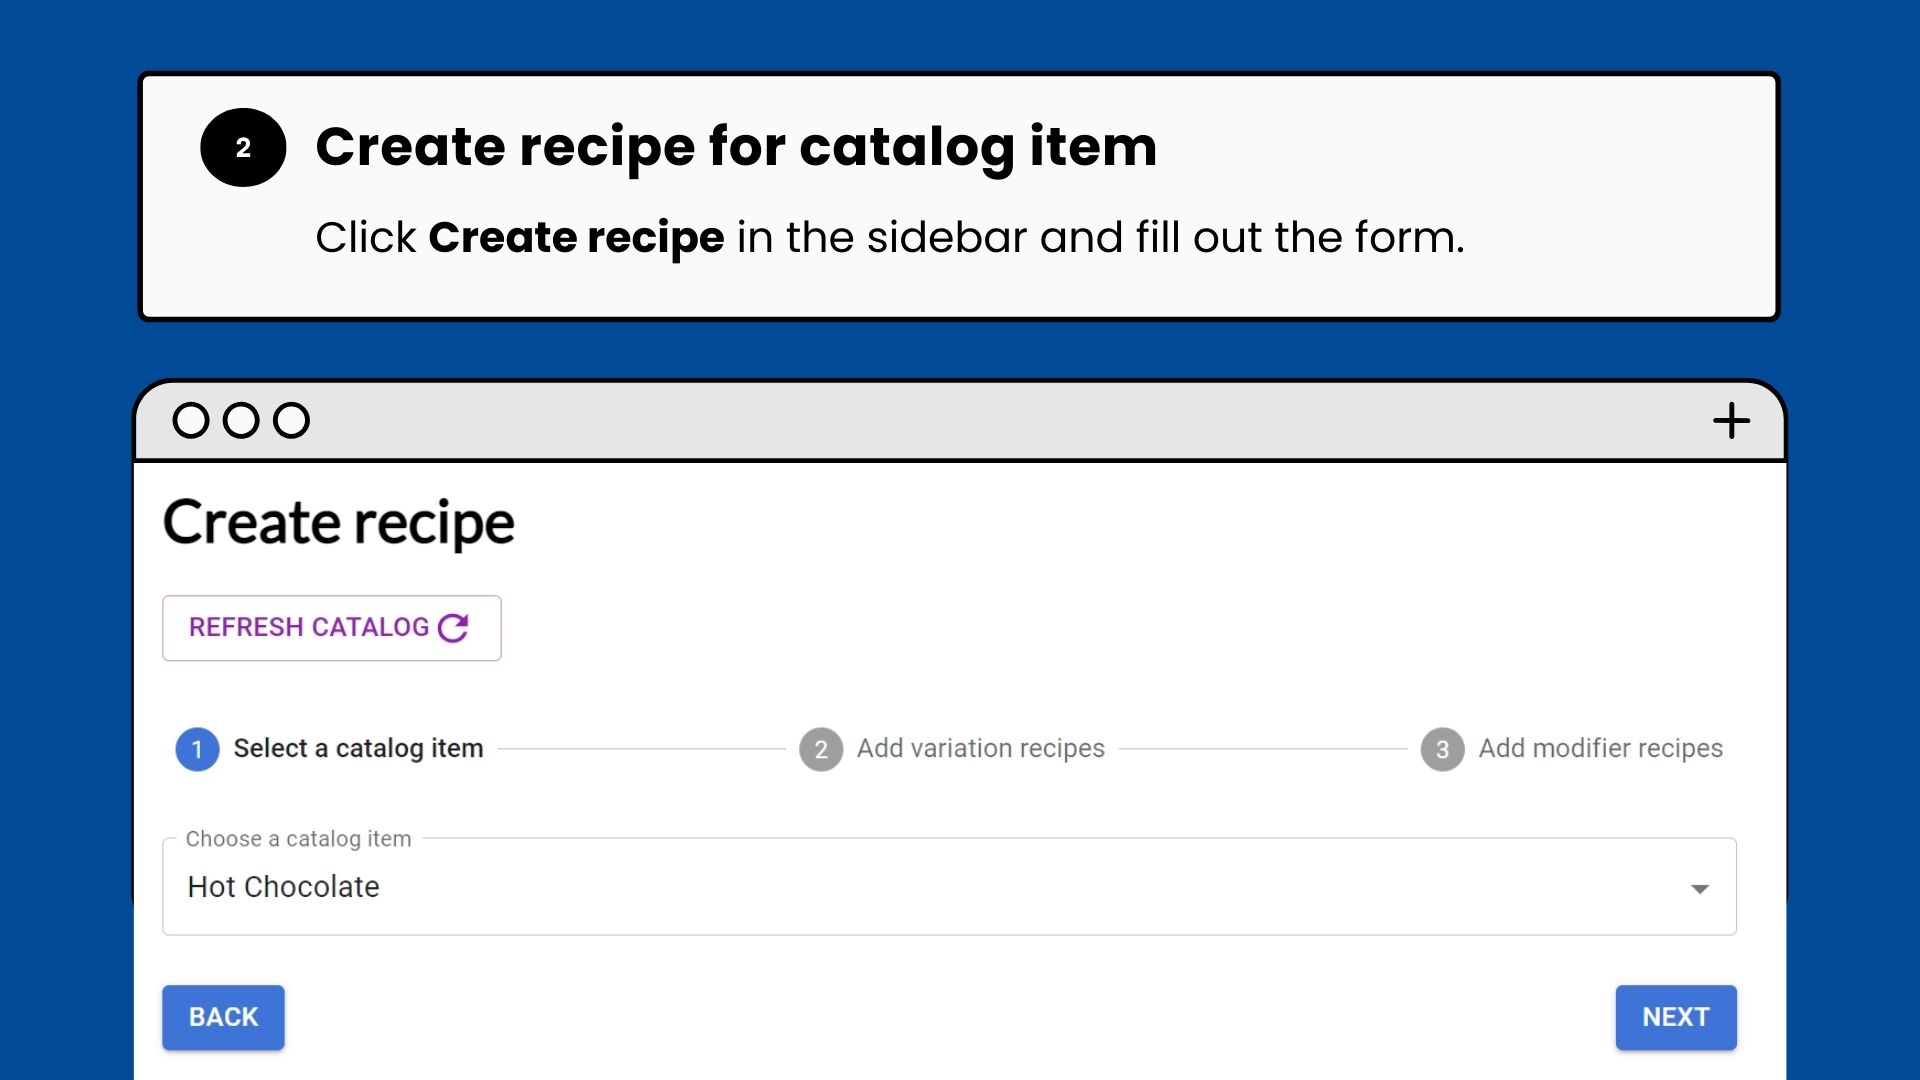 2
Create recipe for catalog item
Click Create recipe in the sidebar and fill out the form.
Create recipe
REFRESH CATALOG
1 Select a catalog item 2 Add variation recipes 3 Add modifier recipes
Choose a catalog item
Hot Chocolate
BACK NEXT